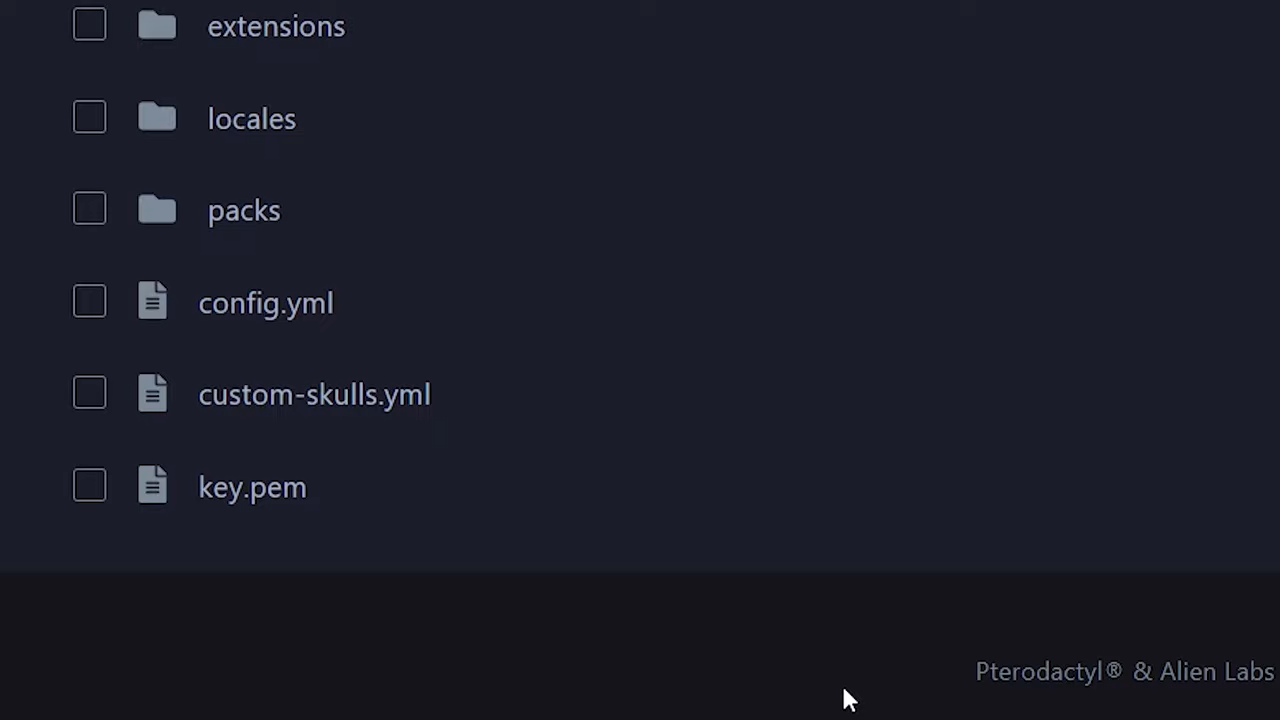 extensions
locales
packs
config.yml
custom-skulls.yml
key.pem
Pterodactyl® & Alien Labs